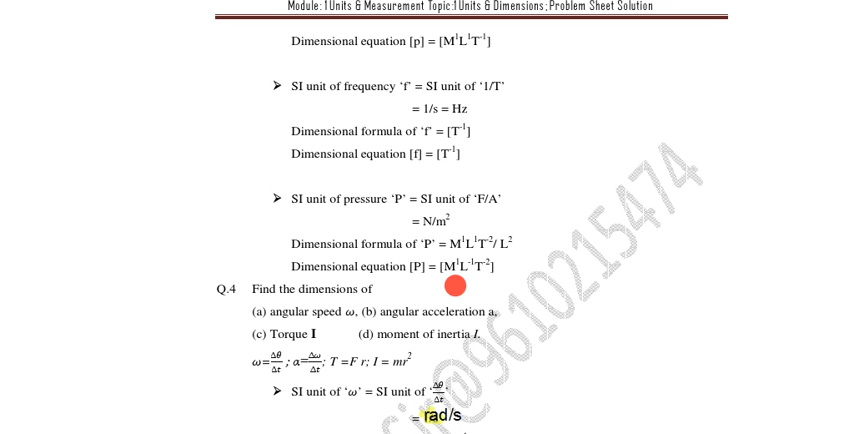 Module: 1 Units & Measurement Topic:1 Units & Dimensions; Problem Sheet Solution
Dimensional equation [p] = [M¹L¹T⁻¹]
➢ SI unit of frequency ‘f’ = SI unit of ‘1/T’
= 1/s = Hz
Dimensional formula of ‘f’ = [T⁻¹]
Dimensional equation [f] = [T⁻¹]
➢ SI unit of pressure ‘P’ = SI unit of ‘F/A’
= N/m²
Dimensional formula of ‘P’ = M¹L¹T⁻²/ L²
Dimensional equation [P] = [M¹L⁻¹T⁻²]
Q.4 Find the dimensions of
(a) angular speed ω, (b) angular acceleration a,
(c) Torque I (d) moment of inertia I.
ω=Δθ/Δt ; α=Δω/Δt; T =F r; I = mr²
➢ SI unit of ‘ω’ = SI unit of ‘Δθ/Δt’
= rad/s
@9610215474